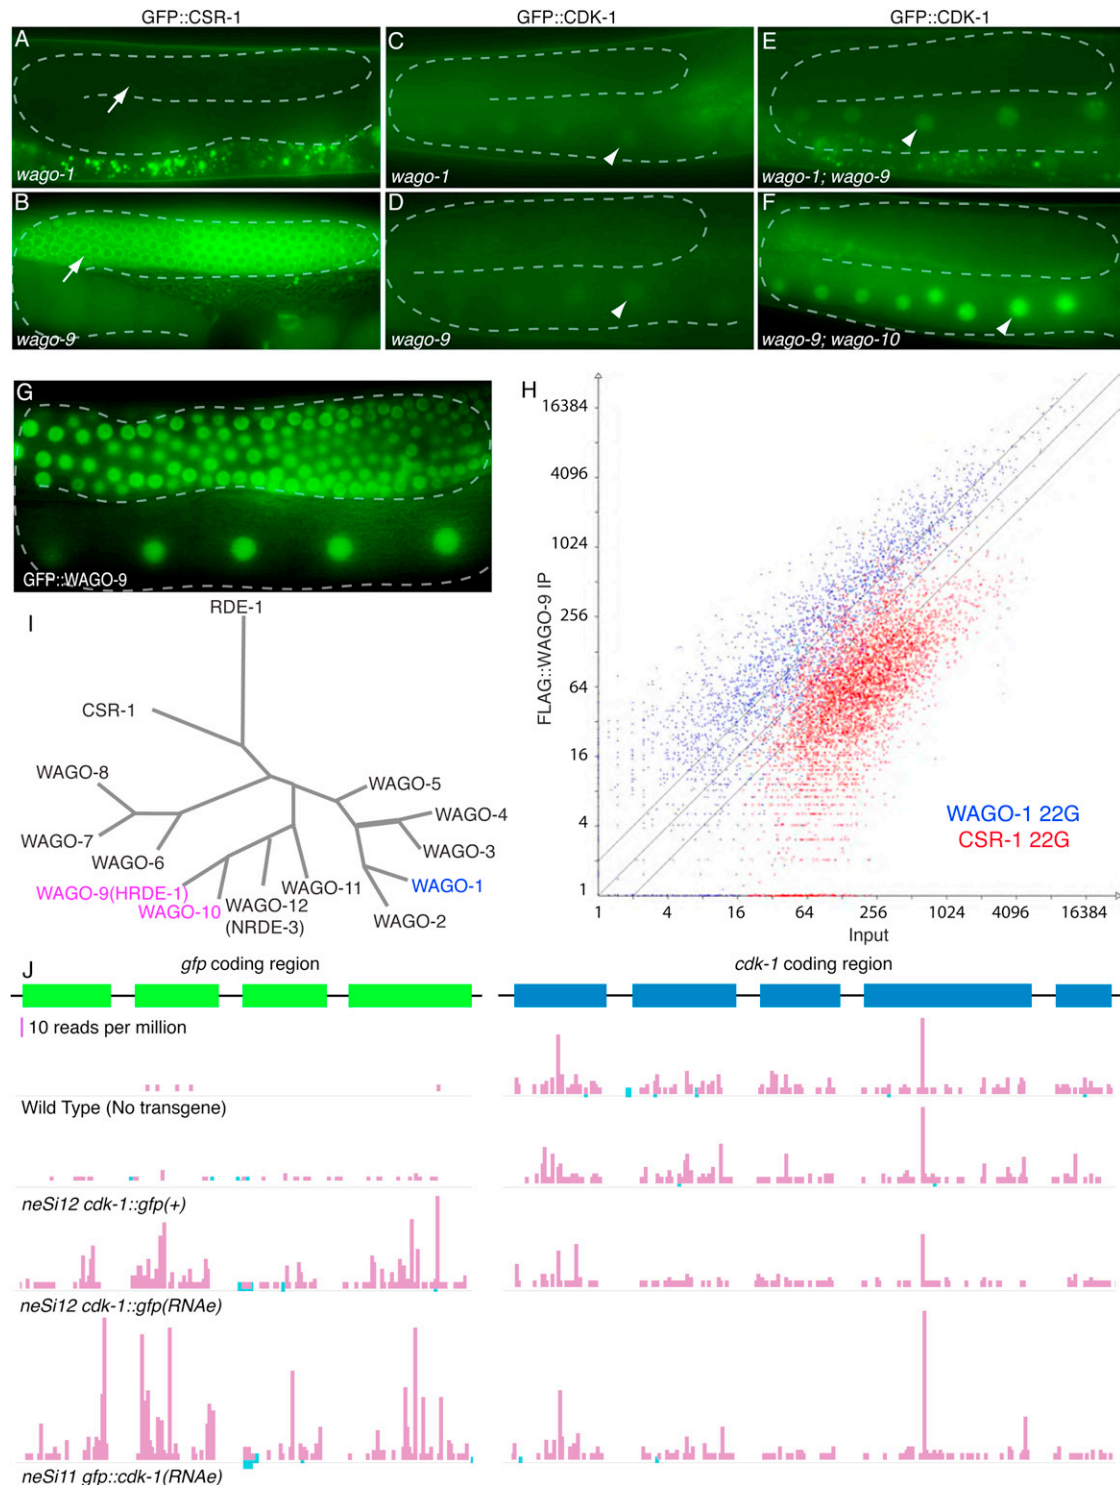 GFP::CSR-1
GFP::CDK-1
GFP::CDK-1
A
wago-1
C
wago-1
E
wago-1; wago-9
B
wago-9
D
wago-9
F
wago-9; wago-10
G
GFP::WAGO-9
H
16384
4096
1024
256
64
16
4
1
FLAG::WAGO-9 IP
WAGO-1 22G
CSR-1 22G
1 4 16 64 256 1024 4096 16384
Input
I
RDE-1
CSR-1
WAGO-8
WAGO-7
WAGO-6
WAGO-9(HRDE-1)
WAGO-10
WAGO-12
(NRDE-3)
WAGO-11
WAGO-5
WAGO-4
WAGO-3
WAGO-1
WAGO-2
J
gfp coding region
cdk-1 coding region
10 reads per million
Wild Type (No transgene)
neSi12 cdk-1::gfp(+)
neSi12 cdk-1::gfp(RNAe)
neSi11 gfp::cdk-1(RNAe)